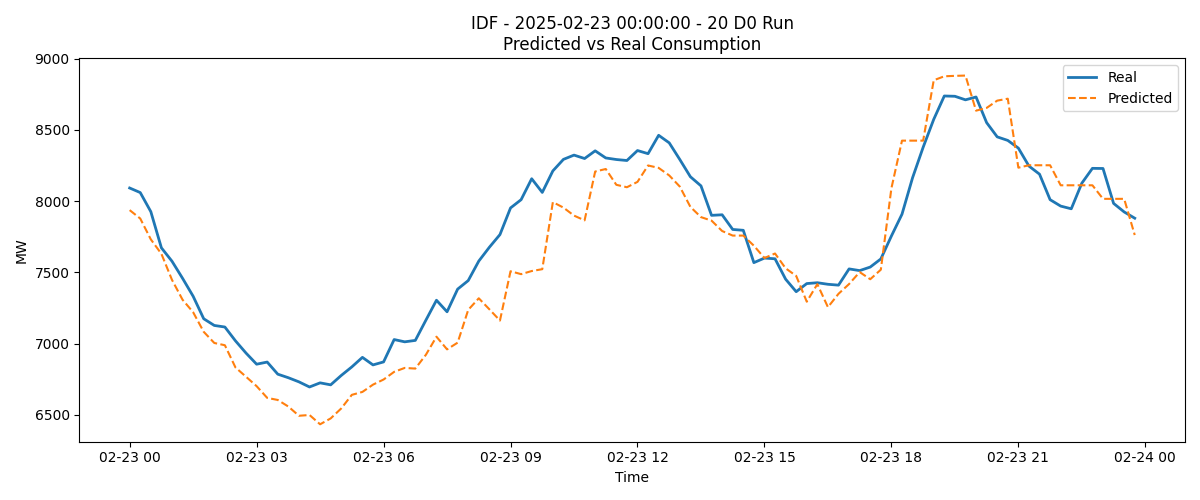 IDF - 2025-02-23 00:00:00 - 20 D0 Run
Predicted vs Real Consumption
Real
Predicted
MW
9000
8500
8000
7500
7000
6500
02-23 00
02-23 03
02-23 06
02-23 09
02-23 12
02-23 15
02-23 18
02-23 21
02-24 00
Time